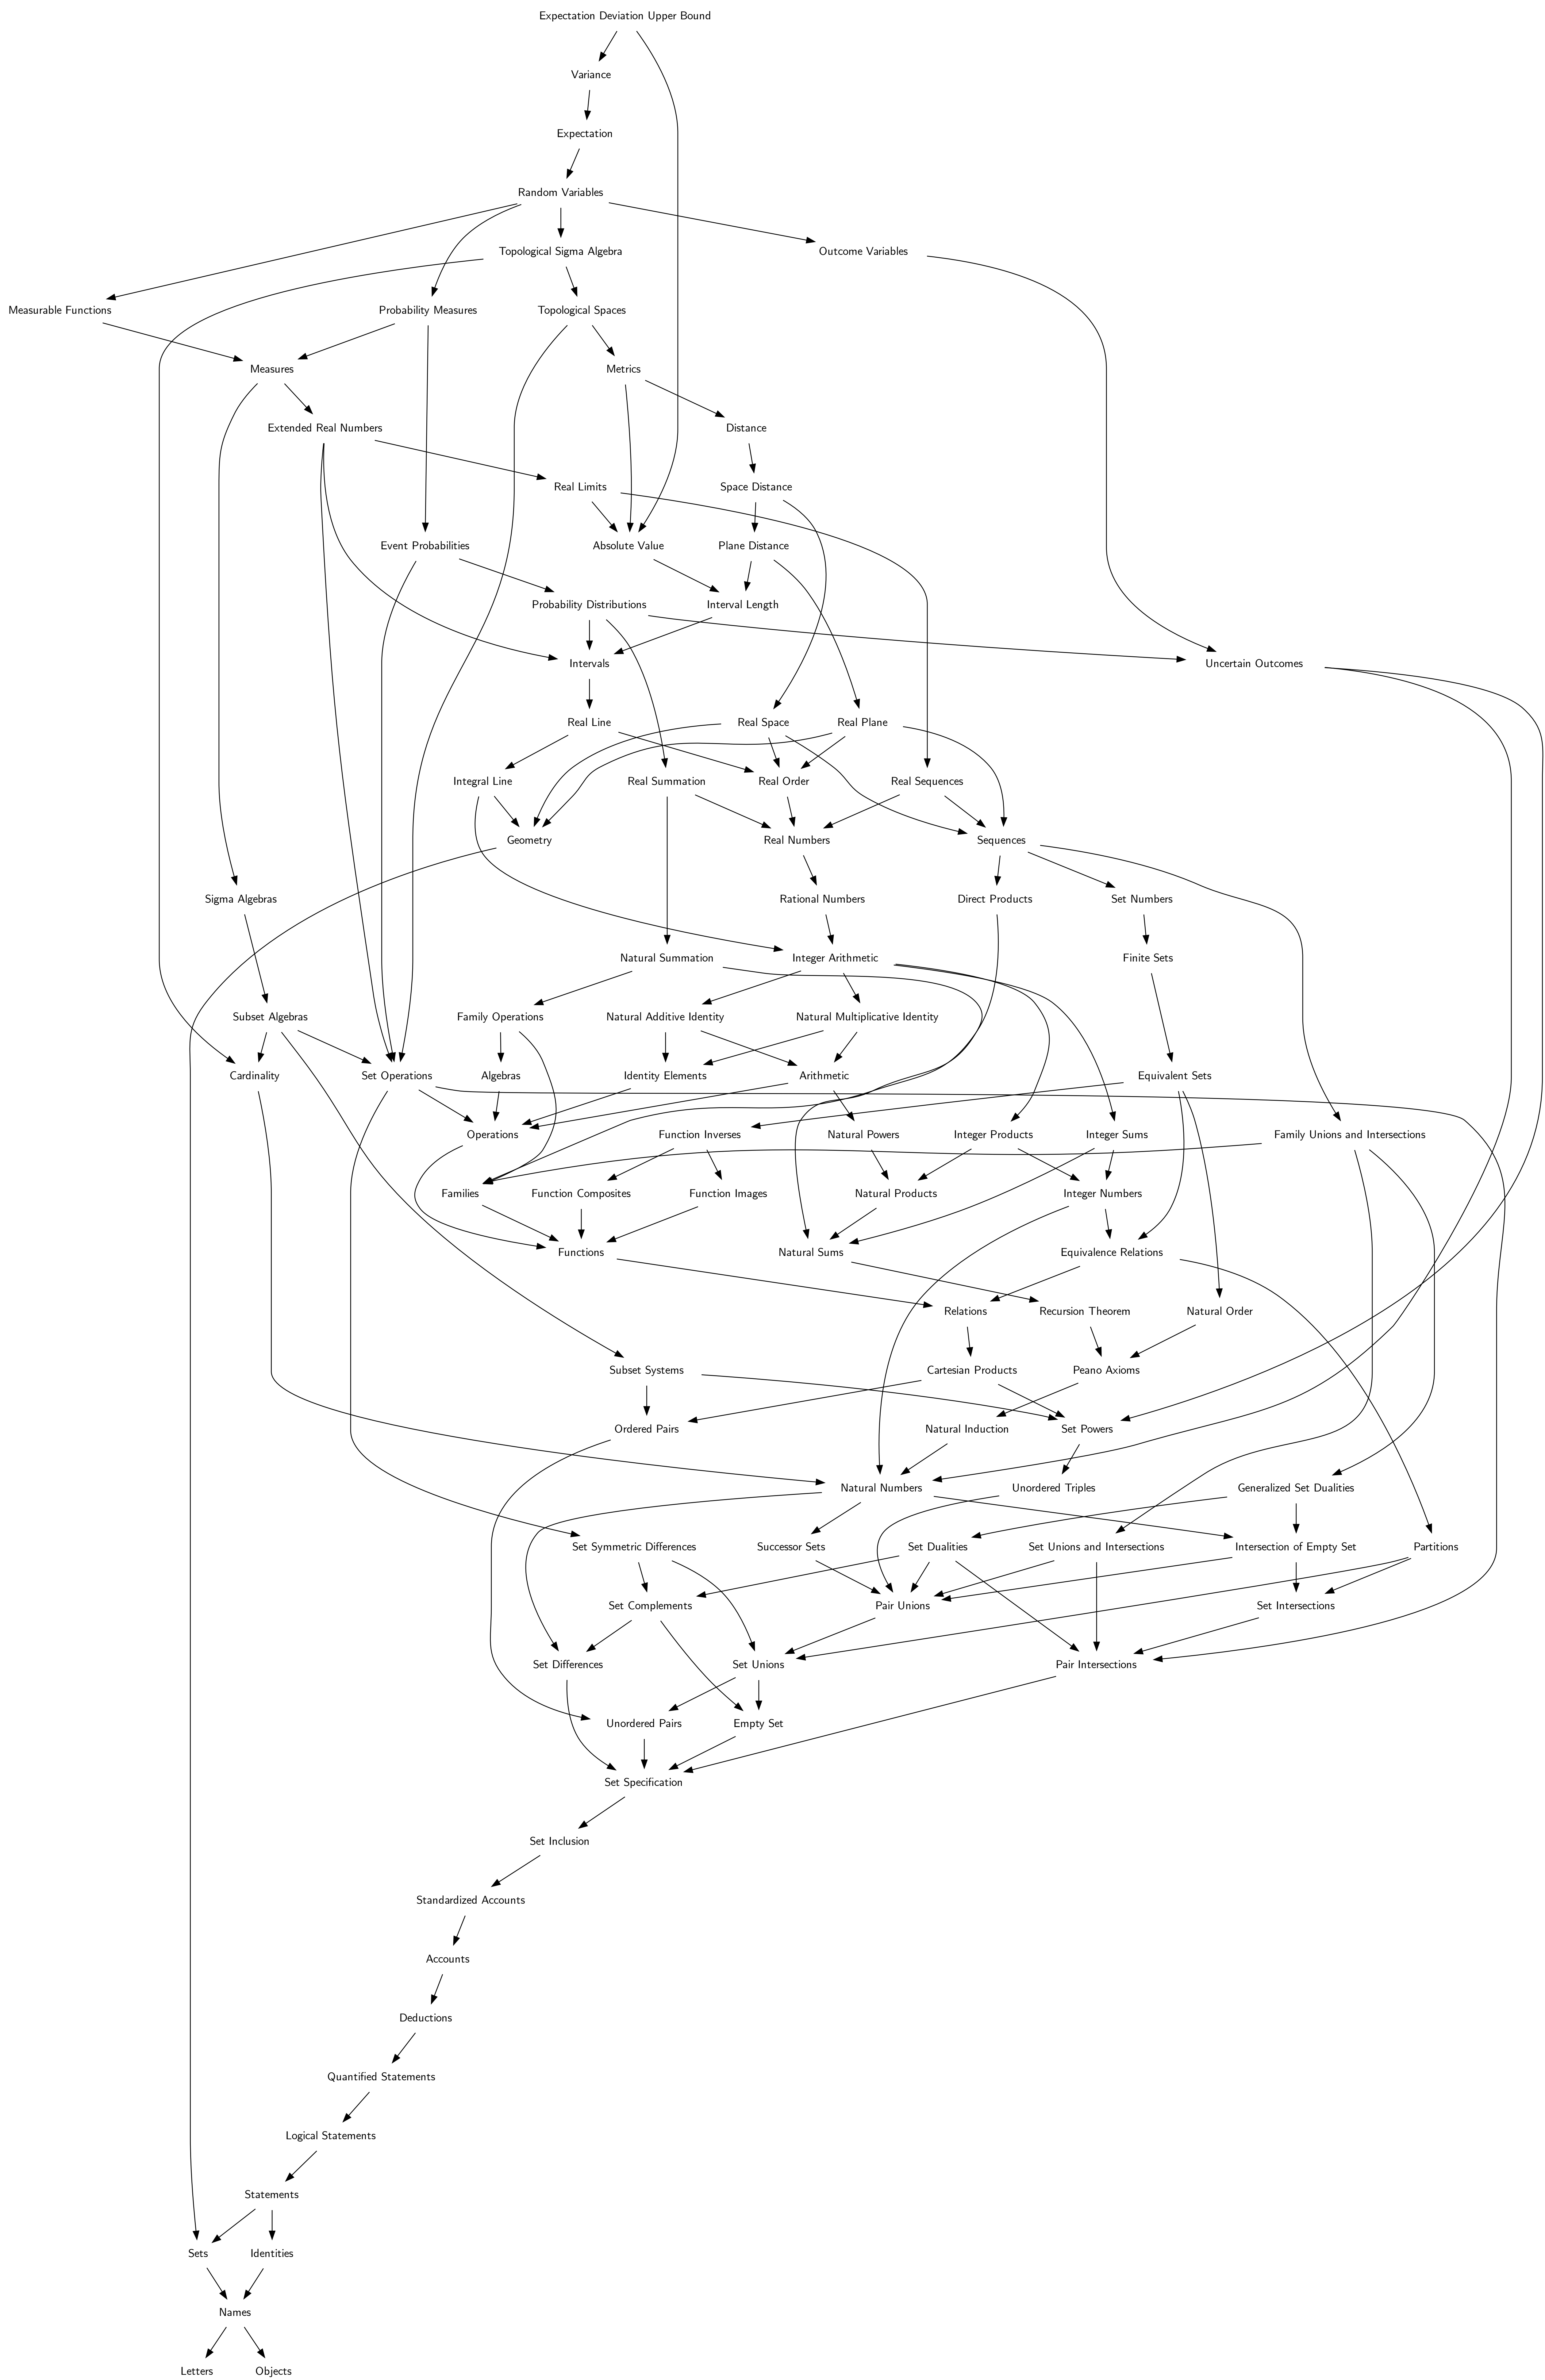 Expectation Deviation Upper Bound
Variance
Expectation
Random Variables
Topological Sigma Algebra
Outcome Variables
Measurable Functions
Probability Measures
Topological Spaces
Measures
Metrics
Extended Real Numbers
Distance
Real Limits
Space Distance
Event Probabilities
Absolute Value
Plane Distance
Probability Distributions
Interval Length
Intervals
Uncertain Outcomes
Real Line
Real Space
Real Plane
Integral Line
Real Summation
Real Order
Real Sequences
Geometry
Real Numbers
Sequences
Sigma Algebras
Rational Numbers
Direct Products
Set Numbers
Natural Summation
Integer Arithmetic
Finite Sets
Subset Algebras
Family Operations
Natural Additive Identity
Natural Multiplicative Identity
Cardinality
Set Operations
Algebras
Identity Elements
Arithmetic
Equivalent Sets
Operations
Function Inverses
Natural Powers
Integer Products
Integer Sums
Family Unions and Intersections
Families
Function Composites
Function Images
Natural Products
Integer Numbers
Functions
Natural Sums
Equivalence Relations
Relations
Recursion Theorem
Natural Order
Subset Systems
Cartesian Products
Peano Axioms
Ordered Pairs
Natural Induction
Set Powers
Natural Numbers
Unordered Triples
Generalized Set Dualities
Set Symmetric Differences
Successor Sets
Set Dualities
Set Unions and Intersections
Intersection of Empty Set
Partitions
Set Complements
Pair Unions
Set Intersections
Set Differences
Set Unions
Pair Intersections
Unordered Pairs
Empty Set
Set Specification
Set Inclusion
Standardized Accounts
Accounts
Deductions
Quantified Statements
Logical Statements
Statements
Sets
Identities
Names
Letters
Objects